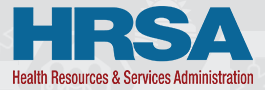 HRSA
Health Resources & Services Administration